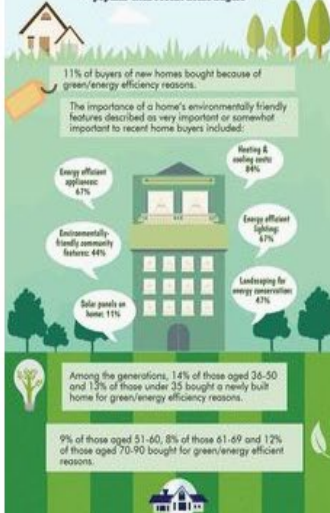 11% of buyers of new homes bought because of
green/energy efficiency reasons.
The importance of a home's environmentally friendly
features described as very important or somewhat
important to recent home buyers included:
Heating &
cooling costs:
84%
Energy efficient
appliances:
67%
Energy efficient
lighting:
67%
Environmentally-
friendly community
features: 44%
Landscaping for
energy conservation:
47%
Solar panels on
home: 11%
Among the generations, 14% of those aged 36-50
and 13% of those under 35 bought a newly built
home for green/energy efficiency reasons.
9% of those aged 51-60, 8% of those 61-69 and 12%
of those aged 70-90 bought for green/energy efficient
reasons.